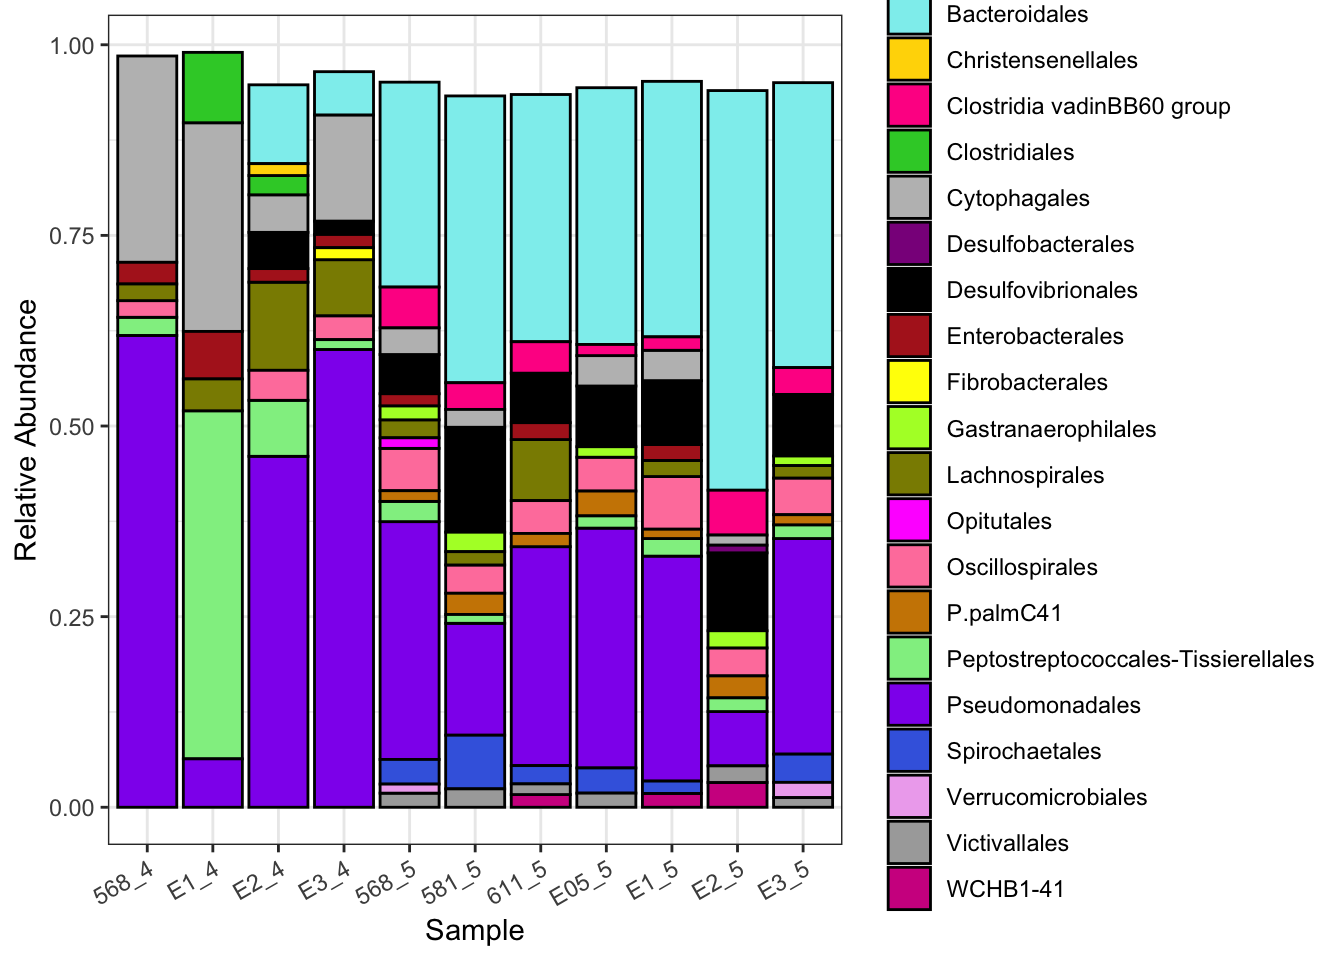 Relative Abundance
1.00
0.75
0.50
0.25
0.00
568_4
E1_4
E2_4
E3_4
568_5
581_5
611_5
E05_5
E1_5
E2_5
E3_5
Sample
Bacteroidales
Christensenellales
Clostridia vadinBB60 group
Clostridiales
Cytophagales
Desulfobacterales
Desulfovibrionales
Enterobacterales
Fibrobacterales
Gastranaerophilales
Lachnospirales
Opitutales
Oscillospirales
P.palmC41
Peptostreptococcales-Tissierellales
Pseudomonadales
Spirochaetales
Verrucomicrobiales
Victivallales
WCHB1-41